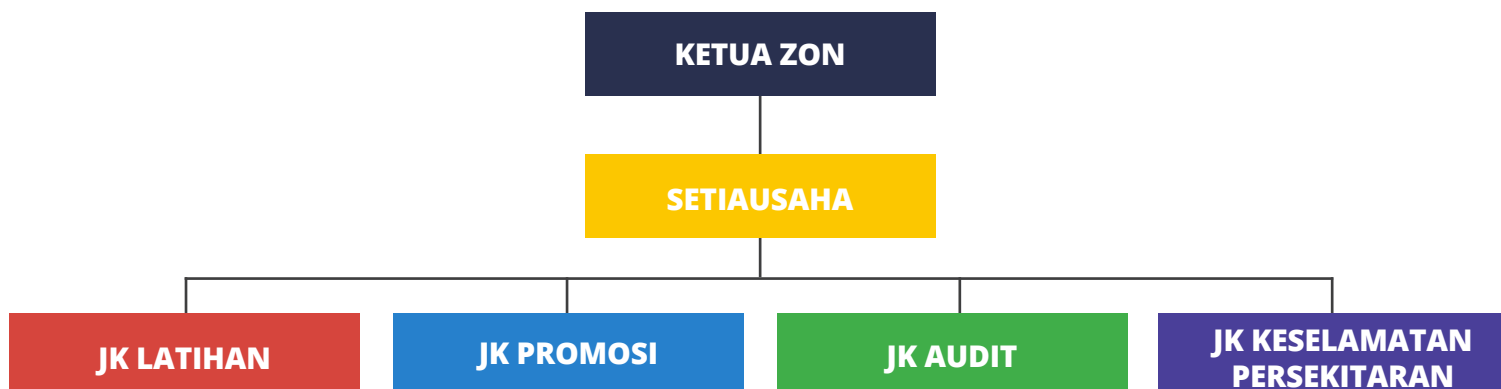 KETUA ZON
SETIAUSAHA
JK LATIHAN
JK PROMOSI
JK AUDIT
JK KESELAMATAN
PERSEKITARAN